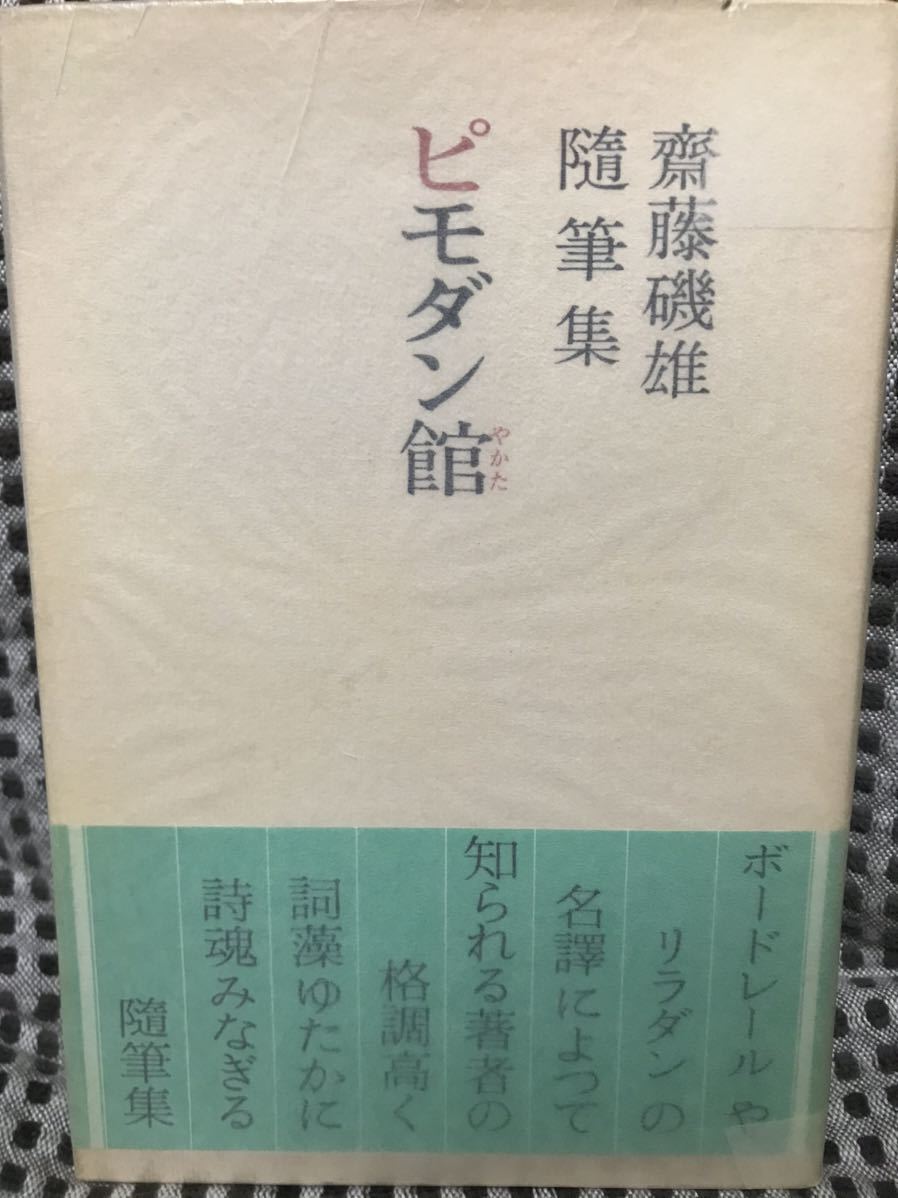 齋藤磯雄
隨筆集
ピモダン館
やかた
ボードレールや
リラダンの
名譯によつて
知られる著者の
格調高く
詞藻ゆたかに
詩魂みなぎる
隨筆集